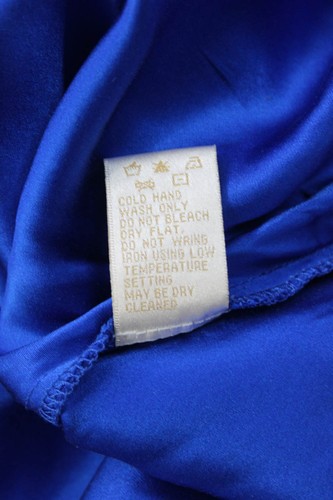 COLD HAND
WASH ONLY
DO NOT BLEACH
DRY FLAT.
DO NOT WRING
IRON USING LOW
TEMPERATURE
SETTING
MAY BE DRY
CLEANED